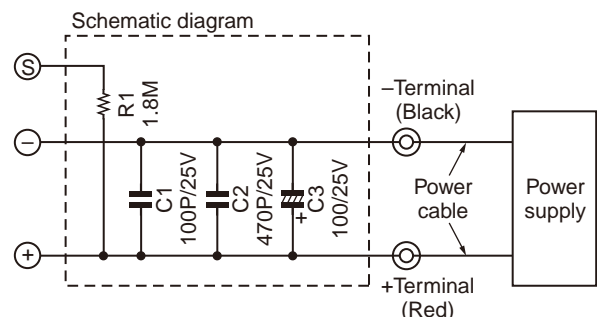 Schematic diagram
S
R1
1.8M
–
–Terminal
(Black)
C1
100P/25V
C2
470P/25V
+
C3
100/25V
Power
cable
Power
supply
+
+Terminal
(Red)